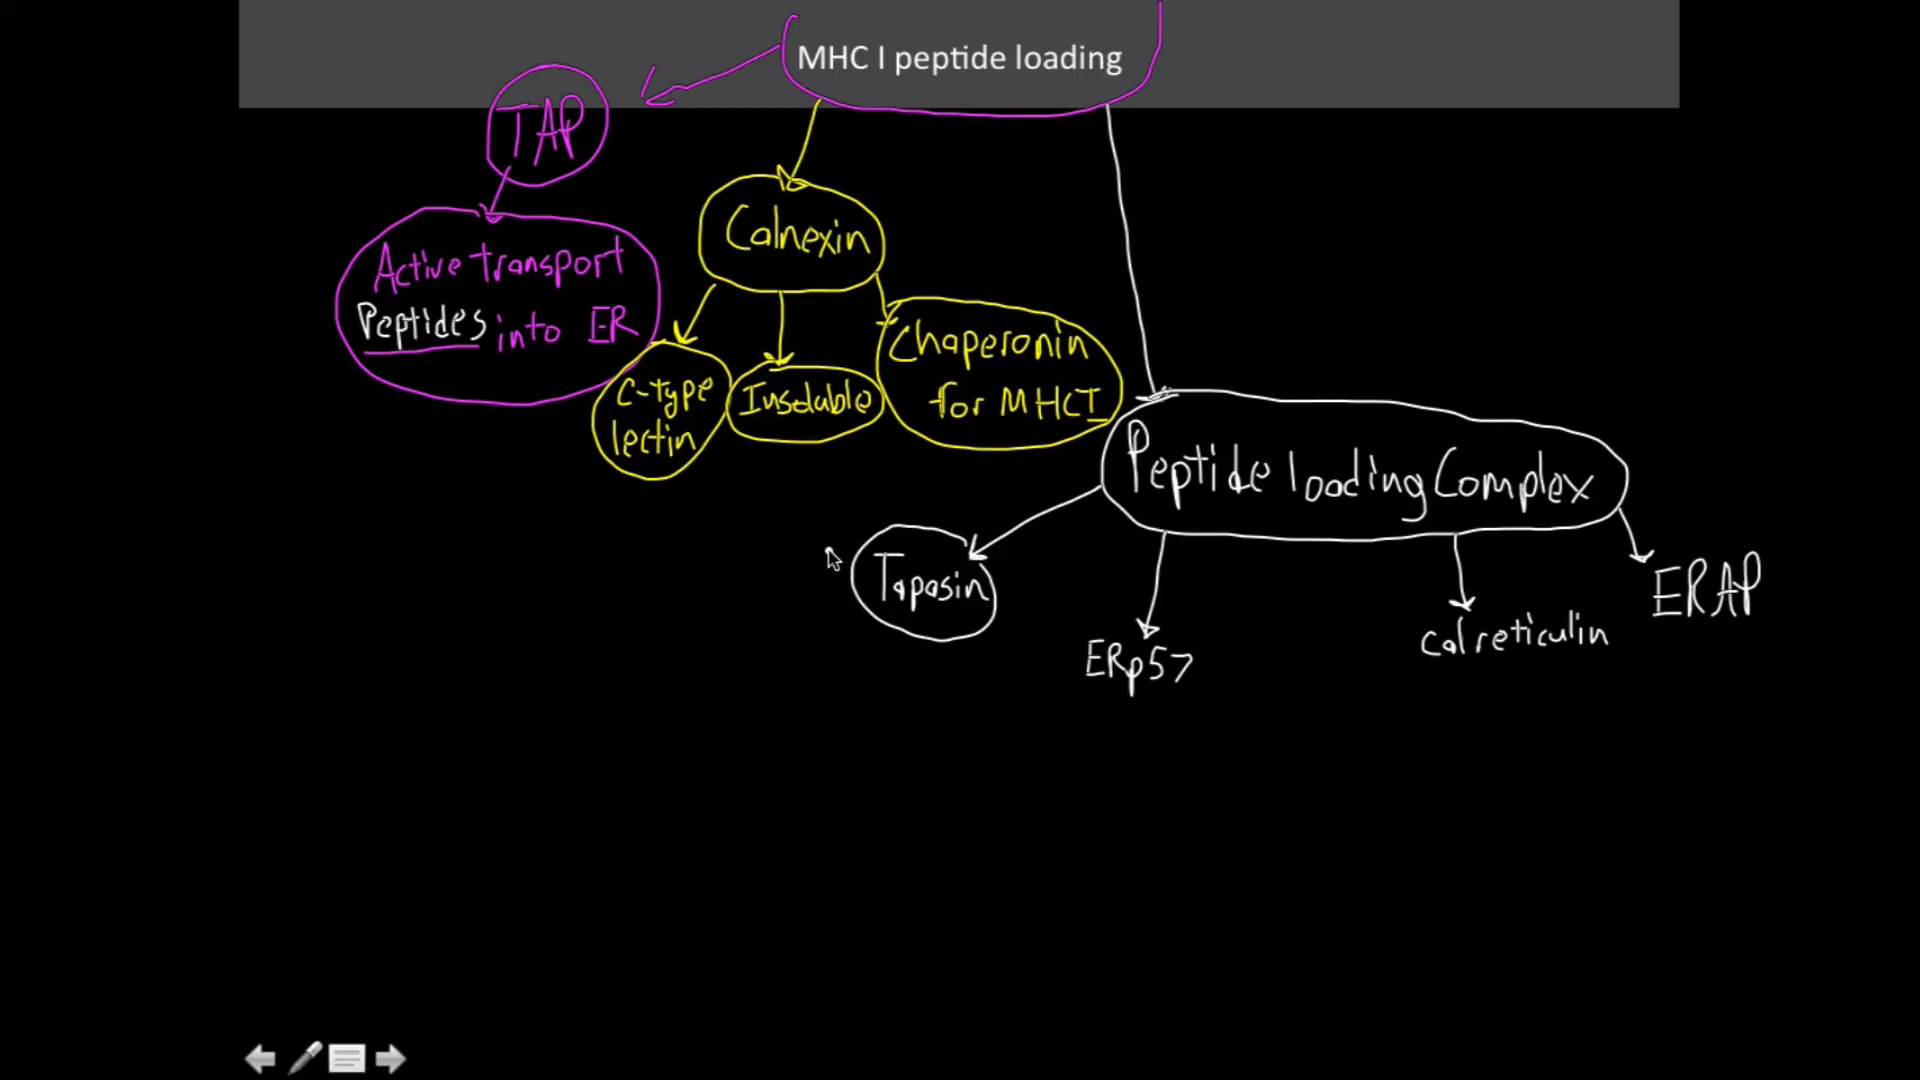 MHC I peptide loading
TAP
Active transport
Peptides into ER
Calnexin
C-type
lectin
Insoluble
Chaperonin
for MHCI
Peptide loading Complex
Tapasin
ERp57
calreticulin
ERAP